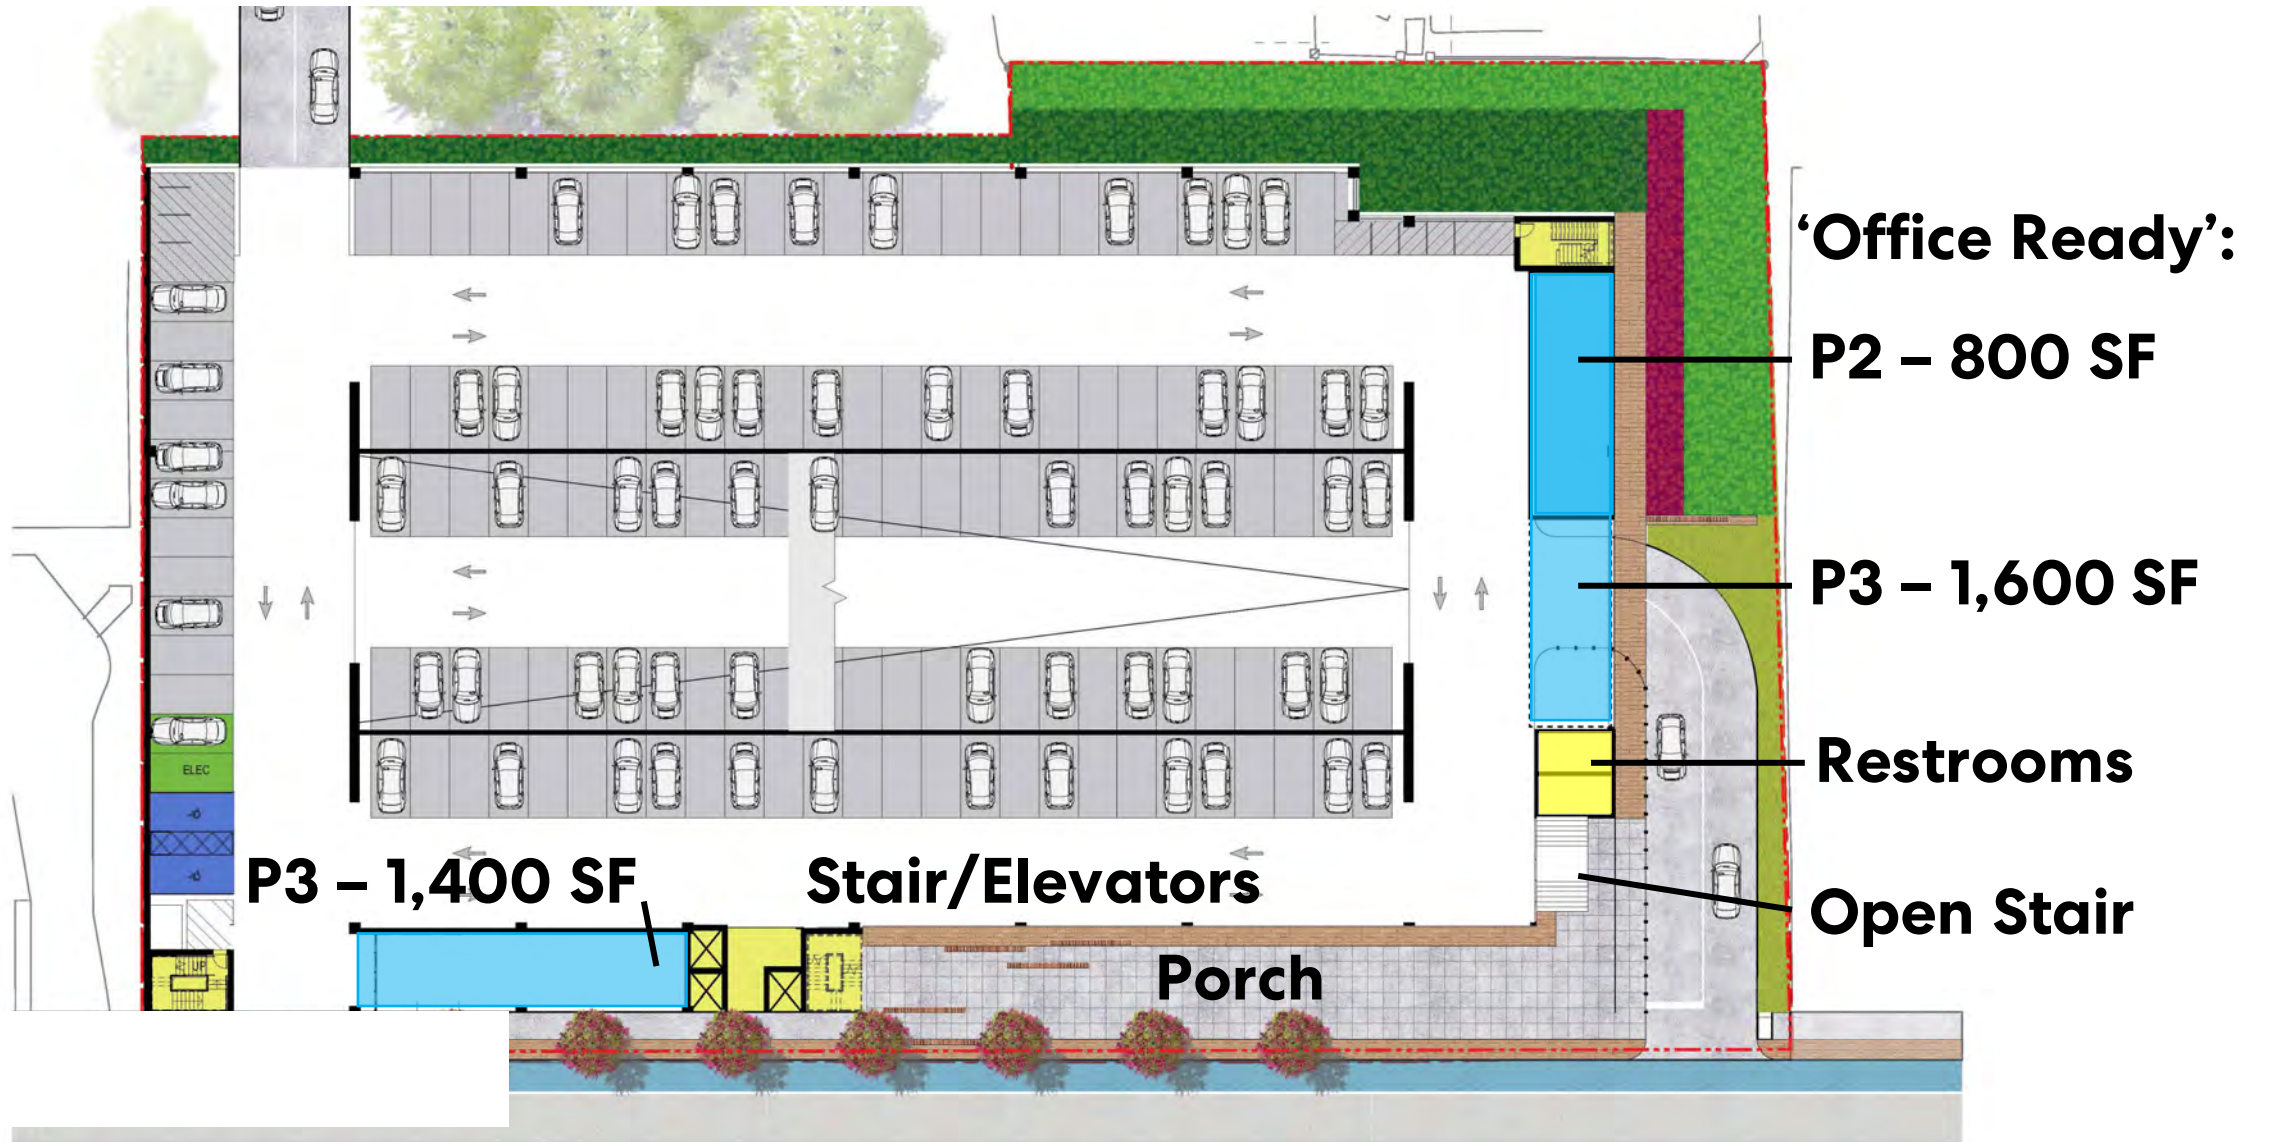 ‘Office Ready’:
P2 – 800 SF
P3 – 1,600 SF
Restrooms
ELEC
P3 – 1,400 SF
Stair/Elevators
Open Stair
UP
Porch